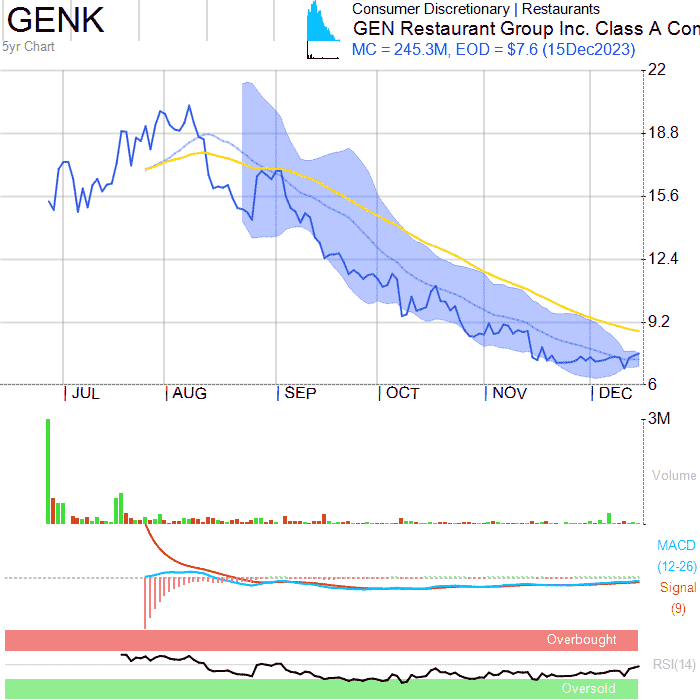 GENK
5yr Chart
Consumer Discretionary | Restaurants
GEN Restaurant Group Inc. Class A Con
MC = 245.3M, EOD = $7.6 (15Dec2023)
22
18.8
15.6
12.4
9.2
6
JUL AUG SEP OCT NOV DEC
3M
Volume
MACD
(12-26)
Signal
(9)
Overbought
RSI(14)
Oversold